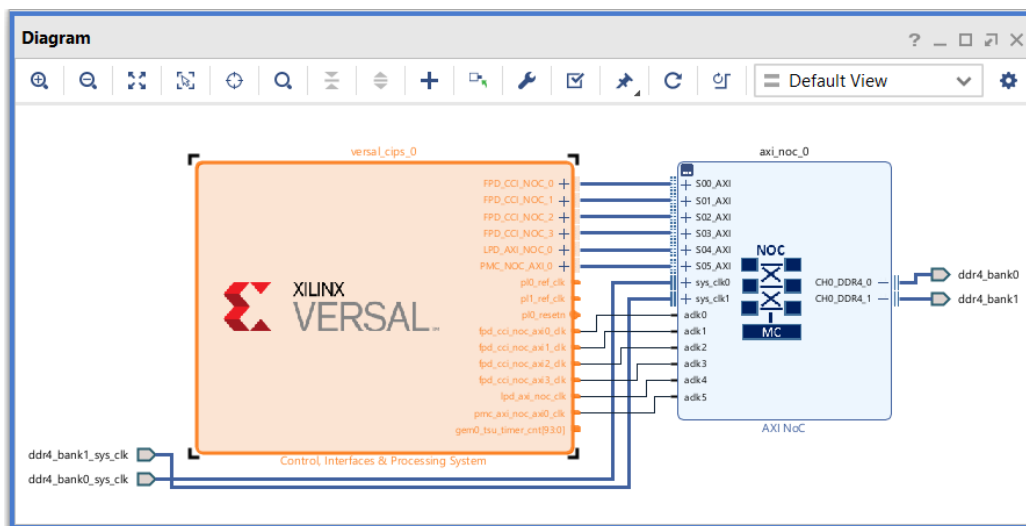 Diagram
Default View
versal_cips_0
FPD_CCI_NOC_0
FPD_CCI_NOC_1
FPD_CCI_NOC_2
FPD_CCI_NOC_3
LPD_AXI_NOC_0
PMC_NOC_AXI_0
pl0_ref_clk
pl1_ref_clk
pl0_resetn
fpd_cci_noc_axi0_clk
fpd_cci_noc_axi1_clk
fpd_cci_noc_axi2_clk
fpd_cci_noc_axi3_clk
lpd_axi_noc_clk
pmc_axi_noc_axi0_clk
gem0_tsu_timer_cnt[93:0]
XILINX
VERSAL
Control, Interfaces & Processing System
ddr4_bank1_sys_clk
ddr4_bank0_sys_clk
axi_noc_0
S00_AXI
S01_AXI
S02_AXI
S03_AXI
S04_AXI
S05_AXI
sys_clk0
sys_clk1
aclk0
aclk1
aclk2
aclk3
aclk4
aclk5
NOC
MC
CH0_DDR4_0
CH0_DDR4_1
AXI NoC
ddr4_bank0
ddr4_bank1